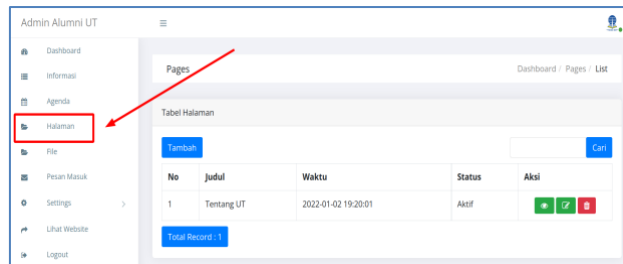 Admin Alumni UT
Dashboard
Informasi
Agenda
Halaman
File
Pesan Masuk
Settings
Lihat Website
Logout
Pages
Dashboard / Pages / List
Tabel Halaman
Tambah
Cari
No Judul Waktu Status Aksi
1 Tentang UT 2022-01-02 19:20:01 Aktif
Total Record : 1